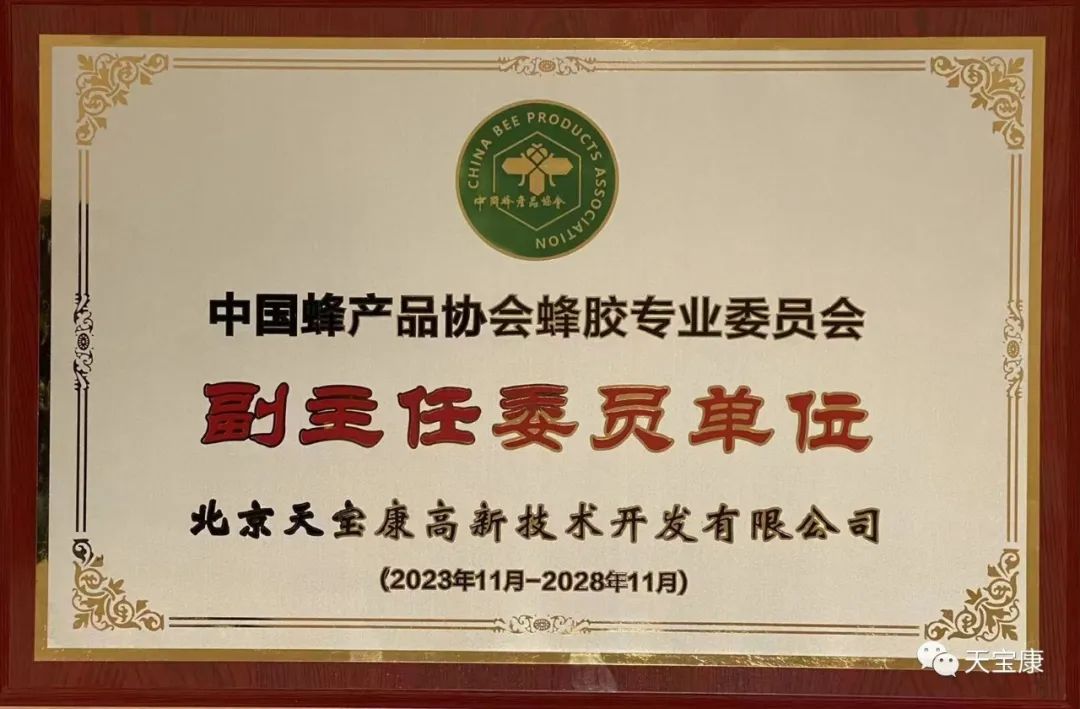 CHINA BEE PRODUCTS ASSOCIATION
中国蜂產品協會
中国蜂产品协会蜂胶专业委员会
副主任委员单位
北京天宝康高新技术开发有限公司
(2023年11月-2028年11月)
天宝康